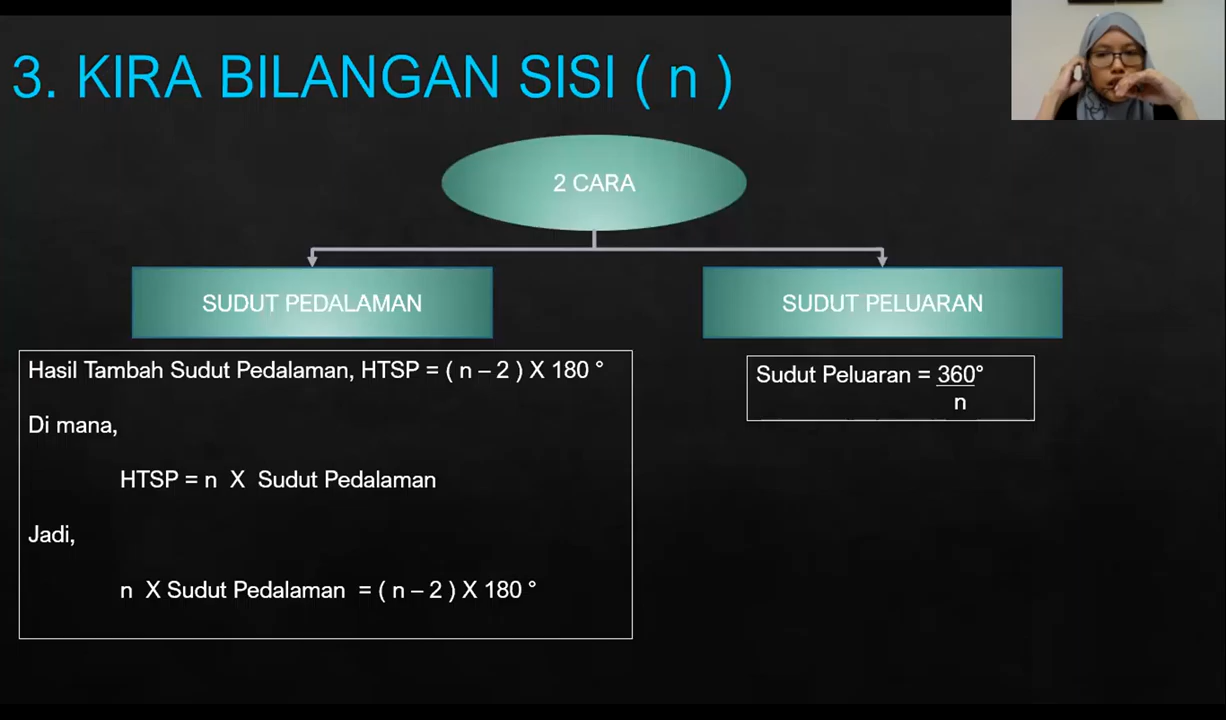 3. KIRA BILANGAN SISI ( n )
2 CARA
SUDUT PEDALAMAN
SUDUT PELUARAN
Hasil Tambah Sudut Pedalaman, HTSP = ( n – 2 ) X 180 °
Di mana,
HTSP = n X Sudut Pedalaman
Jadi,
n X Sudut Pedalaman = ( n – 2 ) X 180 °
Sudut Peluaran = 360°
n